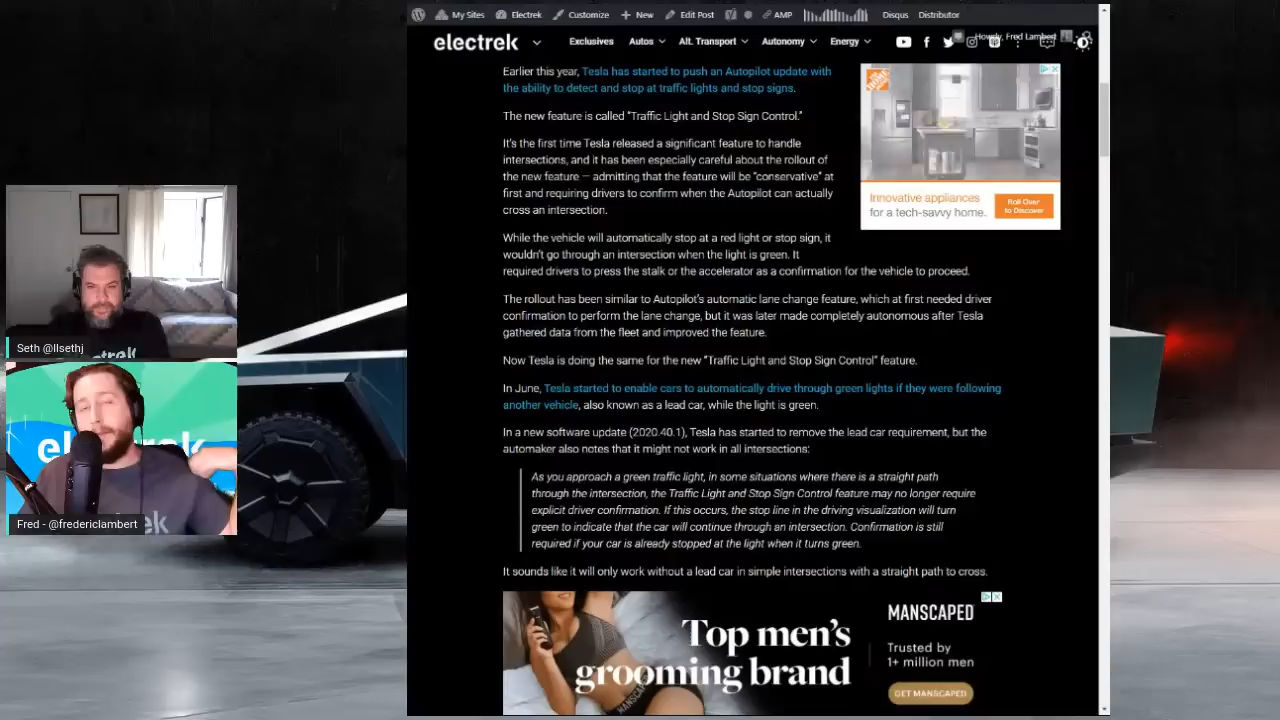 My Sites
Electrek
Customize
New
Edit Post
AMP
Disqus
Distributor
electrek
Exclusives
Autos
Alt. Transport
Autonomy
Energy
Howdy, Fred Lambert
Earlier this year, Tesla has started to push an Autopilot update with
the ability to detect and stop at traffic lights and stop signs.
The new feature is called “Traffic Light and Stop Sign Control.”
It’s the first time Tesla released a significant feature to handle
intersections, and it has been especially careful about the rollout of
the new feature — admitting that the feature will be “conservative” at
first and requiring drivers to confirm when the Autopilot can actually
cross an intersection.
Innovative appliances
for a tech-savvy home.
Roll Over
to Discover
While the vehicle will automatically stop at a red light or stop sign, it
wouldn’t go through an intersection when the light is green. It
required drivers to press the stalk or the accelerator as a confirmation for the vehicle to proceed.
The rollout has been similar to Autopilot’s automatic lane change feature, which at first needed driver
confirmation to perform the lane change, but it was later made completely autonomous after Tesla
gathered data from the fleet and improved the feature.
Now Tesla is doing the same for the new “Traffic Light and Stop Sign Control” feature.
In June, Tesla started to enable cars to automatically drive through green lights if they were following
another vehicle, also known as a lead car, while the light is green.
In a new software update (2020.40.1), Tesla has started to remove the lead car requirement, but the
automaker also notes that it might not work in all intersections:
As you approach a green traffic light, in some situations where there is a straight path
through the intersection, the Traffic Light and Stop Sign Control feature may no longer require
explicit driver confirmation. If this occurs, the stop line in the driving visualization will turn
green to indicate that the car will continue through an intersection. Confirmation is still
required if your car is already stopped at the light when it turns green.
It sounds like it will only work without a lead car in simple intersections with a straight path to cross.
Top men’s
grooming brand
MANSCAPED
Trusted by
1+ million men
GET MANSCAPED
Seth @llsethj
Fred - @fredericlambert